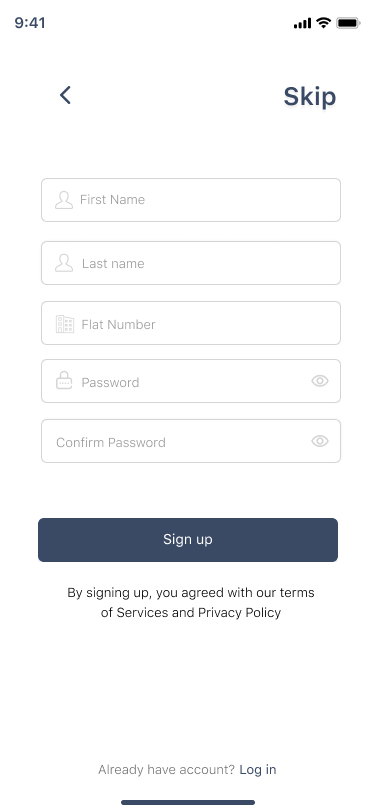 9:41
Skip
First Name
Last name
Flat Number
Password
Confirm Password
Sign up
By signing up, you agreed with our terms
of Services and Privacy Policy
Already have account? Log in